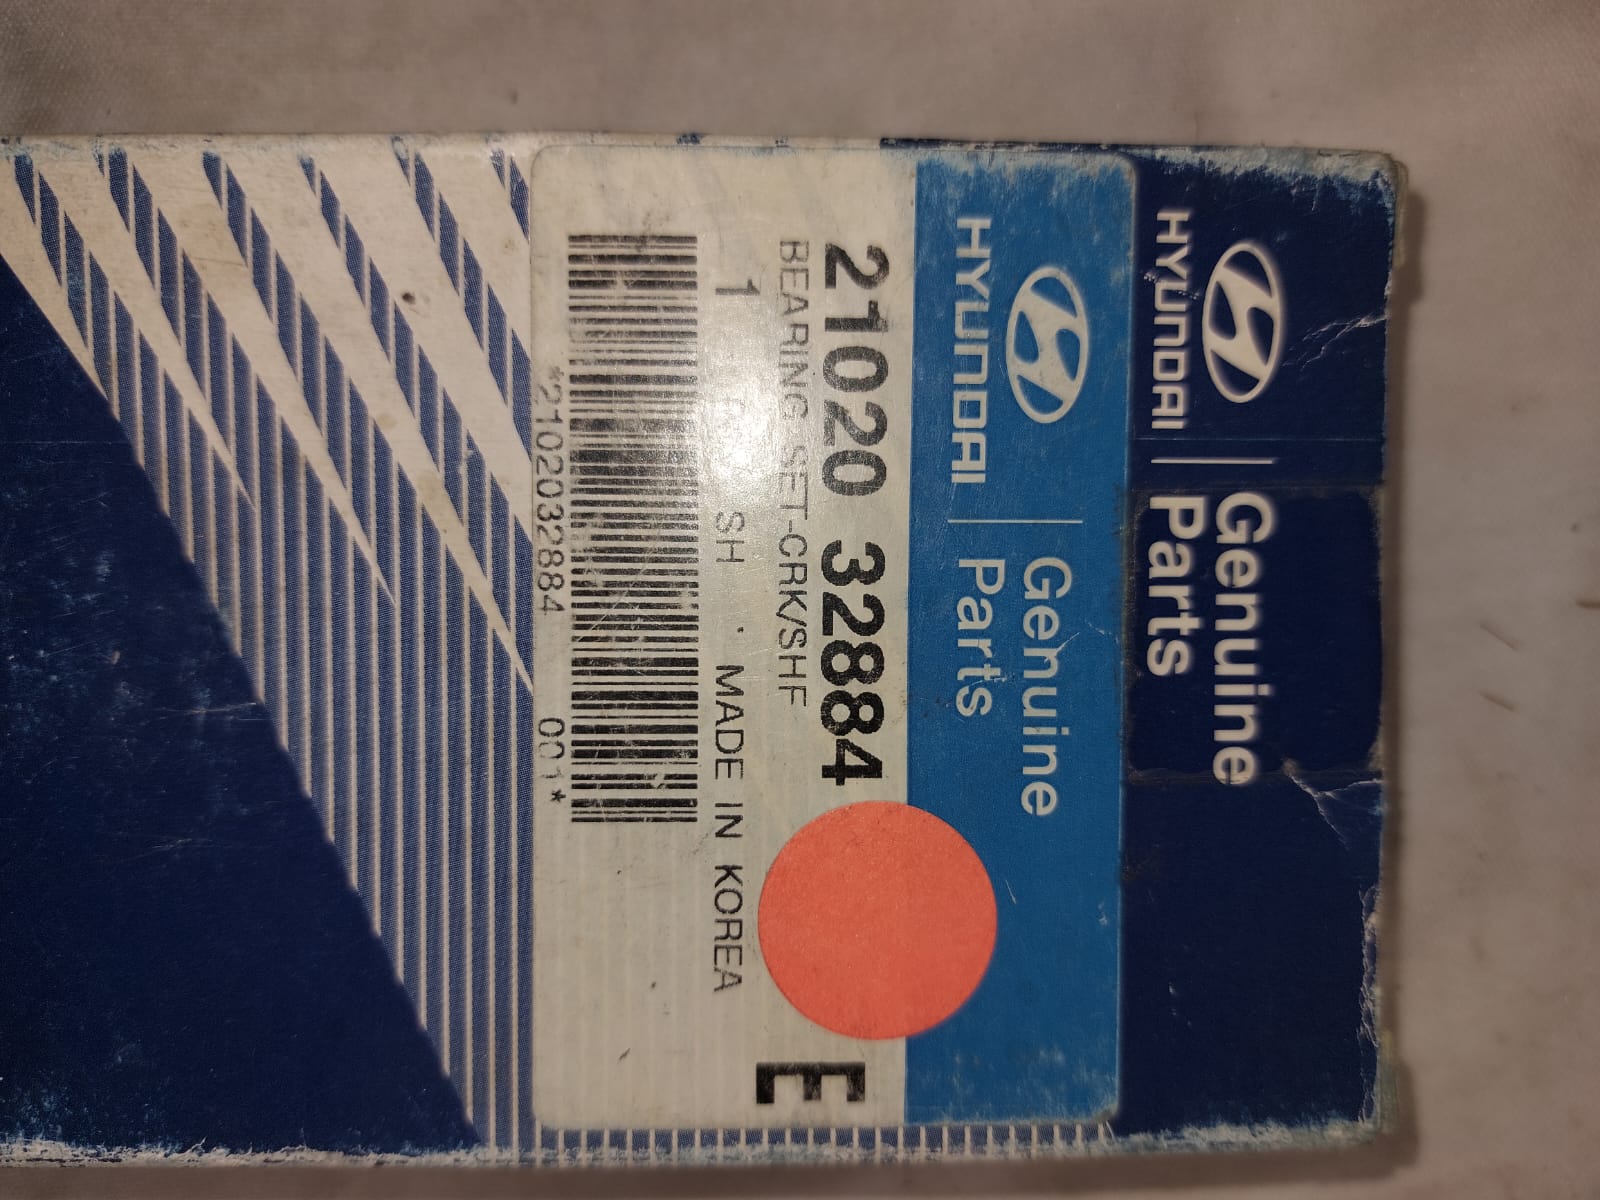 HYUNDAI
Genuine
Parts
HYUNDAI
Genuine
Parts
21020 32884
E
BEARING SET-CRK/SHF
1 SH . MADE IN KOREA
*2102032884 001*